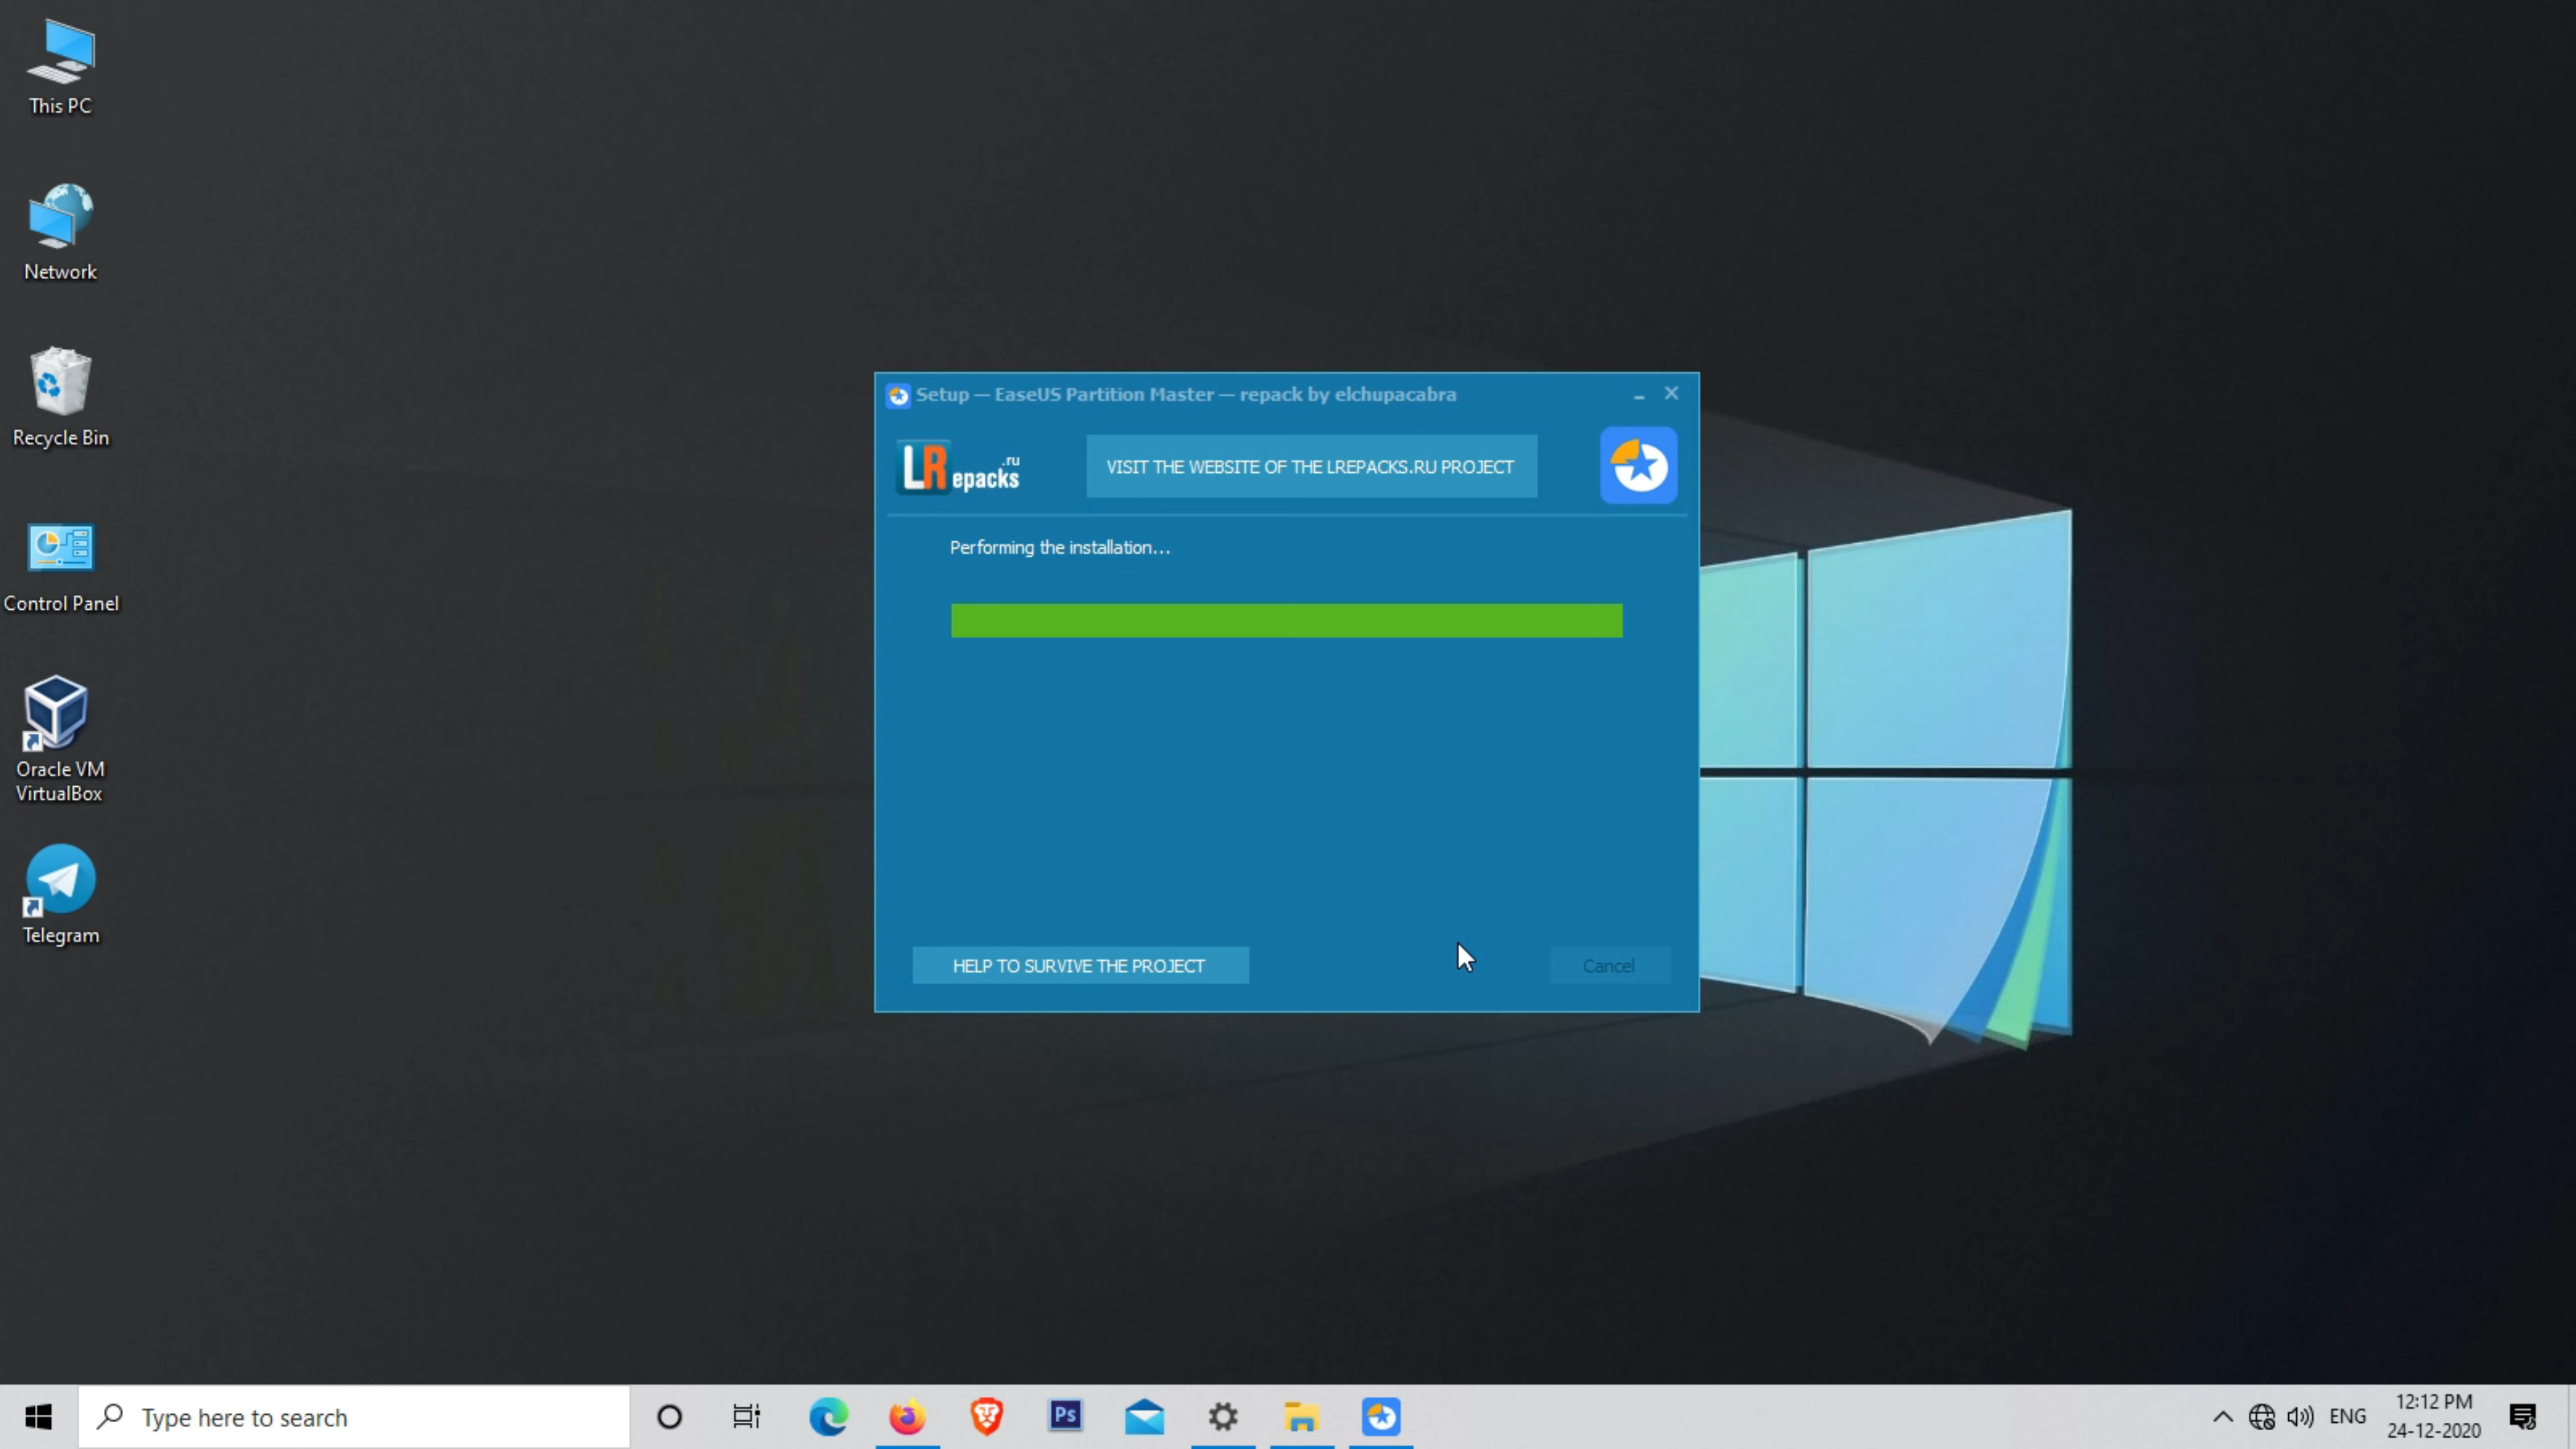 This PC
Network
Recycle Bin
Control Panel
Oracle VM
VirtualBox
Telegram
Setup — EaseUS Partition Master — repack by elchupacabra
LRepacks
.ru
VISIT THE WEBSITE OF THE LREPACKS.RU PROJECT
Performing the installation...
HELP TO SURVIVE THE PROJECT
Cancel
Type here to search
Ps
ENG
12:12 PM
24-12-2020